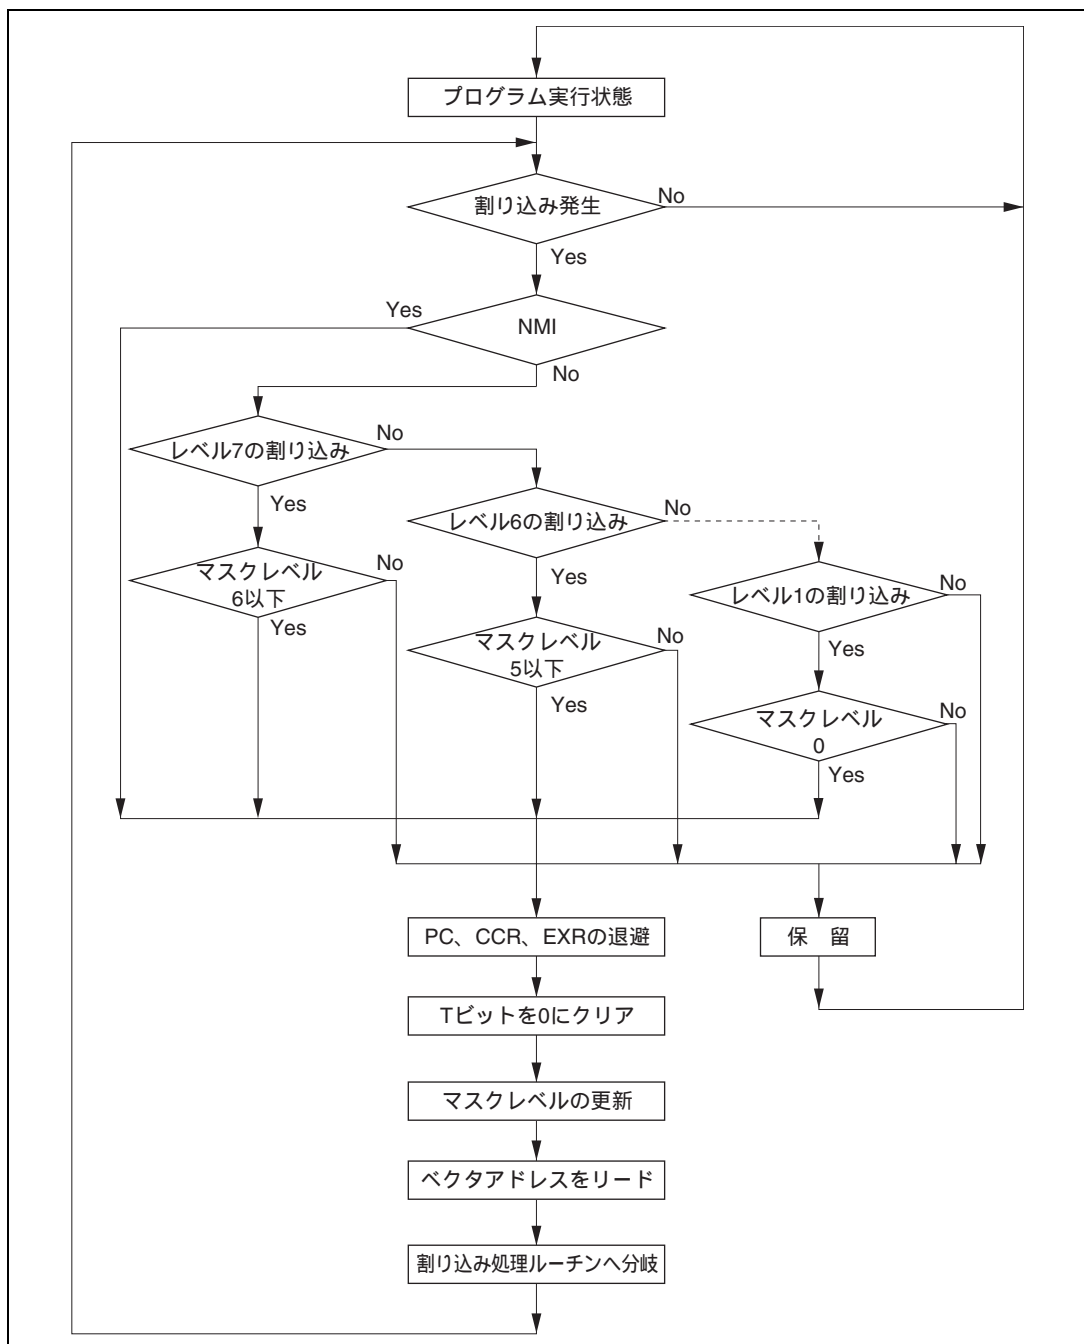 プログラム実行状態
割り込み発生
No
Yes
NMI
Yes
No
レベル7の割り込み
No
Yes
レベル6の割り込み
No
Yes
マスクレベル
6以下
No
Yes
レベル1の割り込み
No
Yes
マスクレベル
5以下
No
Yes
マスクレベル
0
No
Yes
PC、CCR、EXRの退避
保　留
Tビットを0にクリア
マスクレベルの更新
ベクタアドレスをリード
割り込み処理ルーチンへ分岐